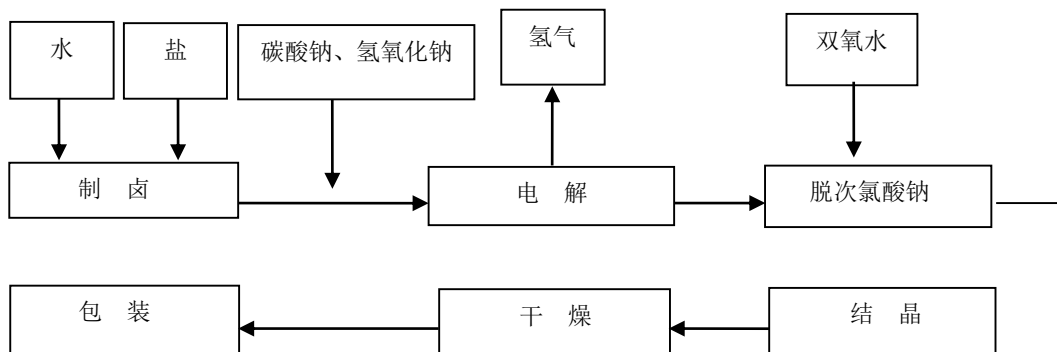 水
盐
碳酸钠、氢氧化钠
氢气
双氧水
制 卤
电 解
脱次氯酸钠
包 装
干 燥
结 晶